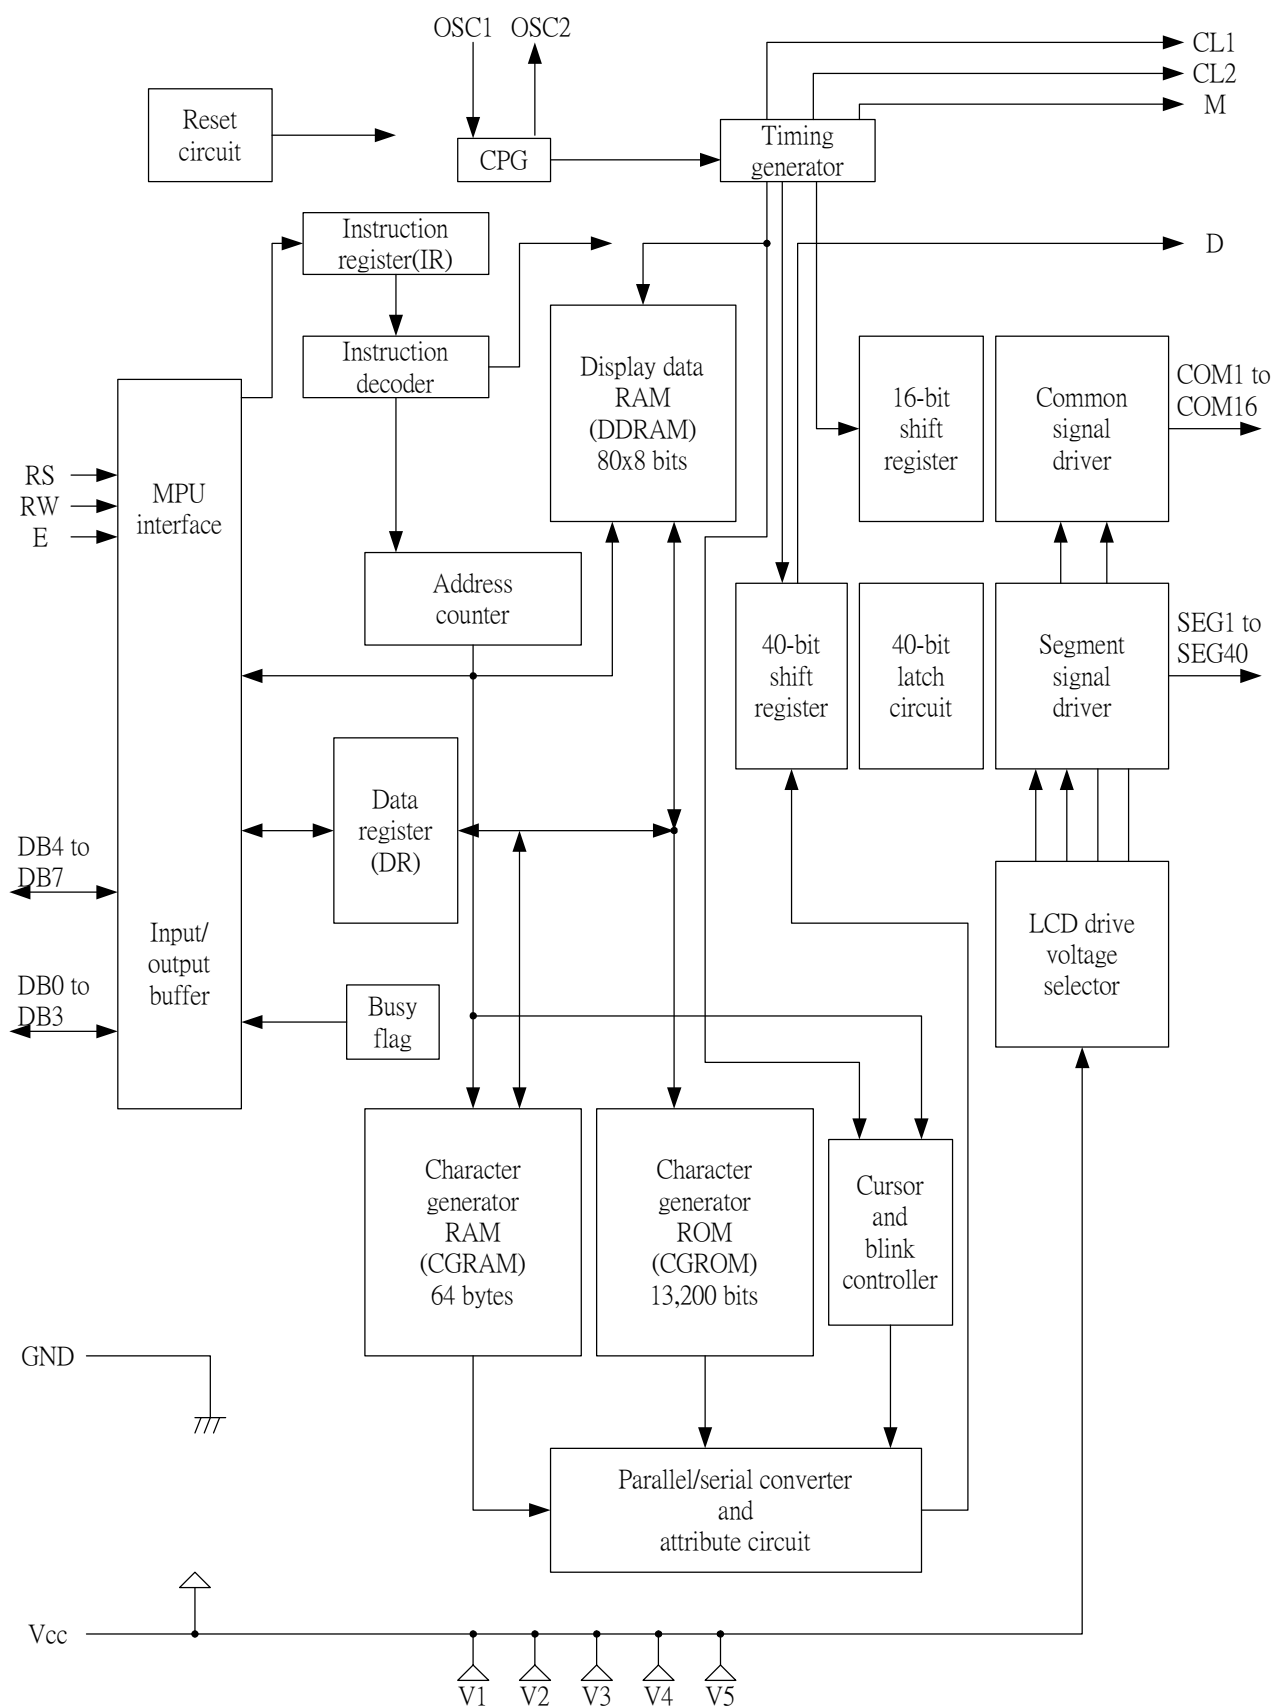 OSC1 OSC2
CL1
CL2
M
Reset
circuit
CPG
Timing
generator
Instruction
register(IR)
D
Instruction
decoder
Display data
RAM
(DDRAM)
80x8 bits
16-bit
shift
register
Common
signal
driver
COM1 to
COM16
RS
RW
E
MPU
interface
Address
counter
40-bit
shift
register
40-bit
latch
circuit
Segment
signal
driver
SEG1 to
SEG40
Data
register
(DR)
DB4 to
DB7
Input/
output
buffer
LCD drive
voltage
selector
DB0 to
DB3
Busy
flag
Character
generator
RAM
(CGRAM)
64 bytes
Character
generator
ROM
(CGROM)
13,200 bits
Cursor
and
blink
controller
GND
Parallel/serial converter
and
attribute circuit
Vcc
V1 V2 V3 V4 V5